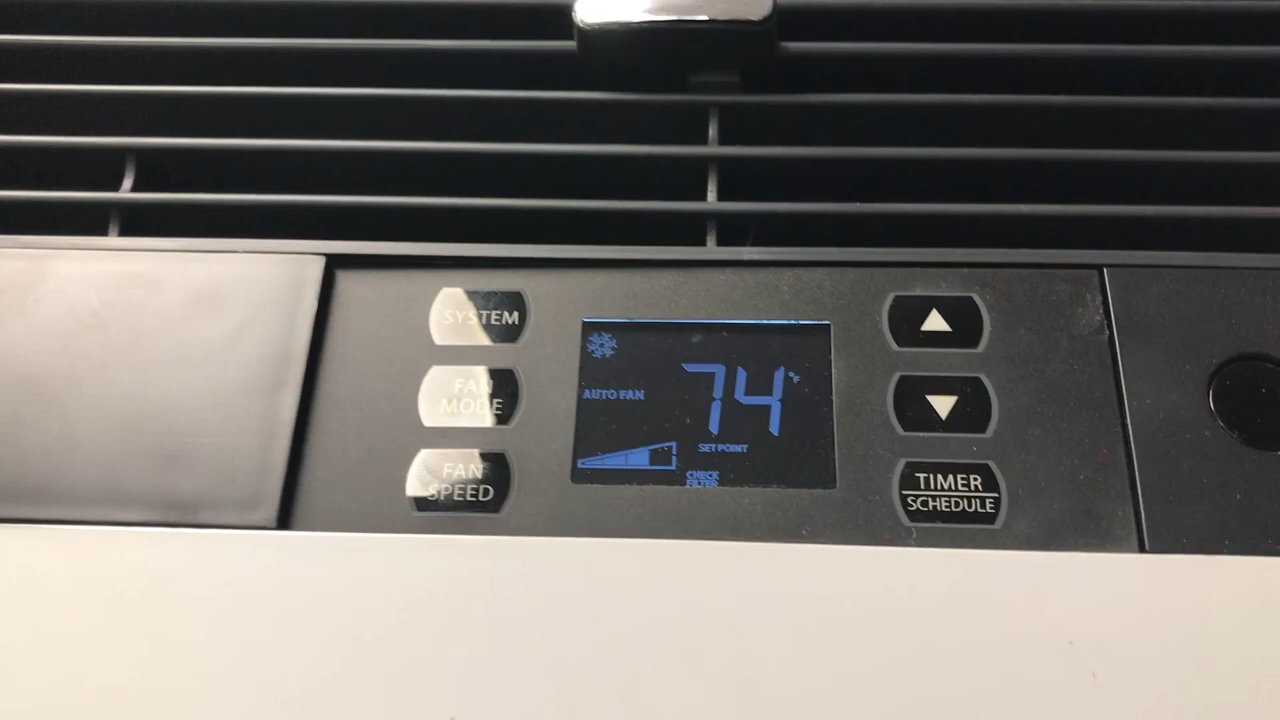 SYSTEM
FAN
MODE
FAN
SPEED
AUTO FAN
74°F
SET POINT
CHECK
FILTER
TIMER
SCHEDULE